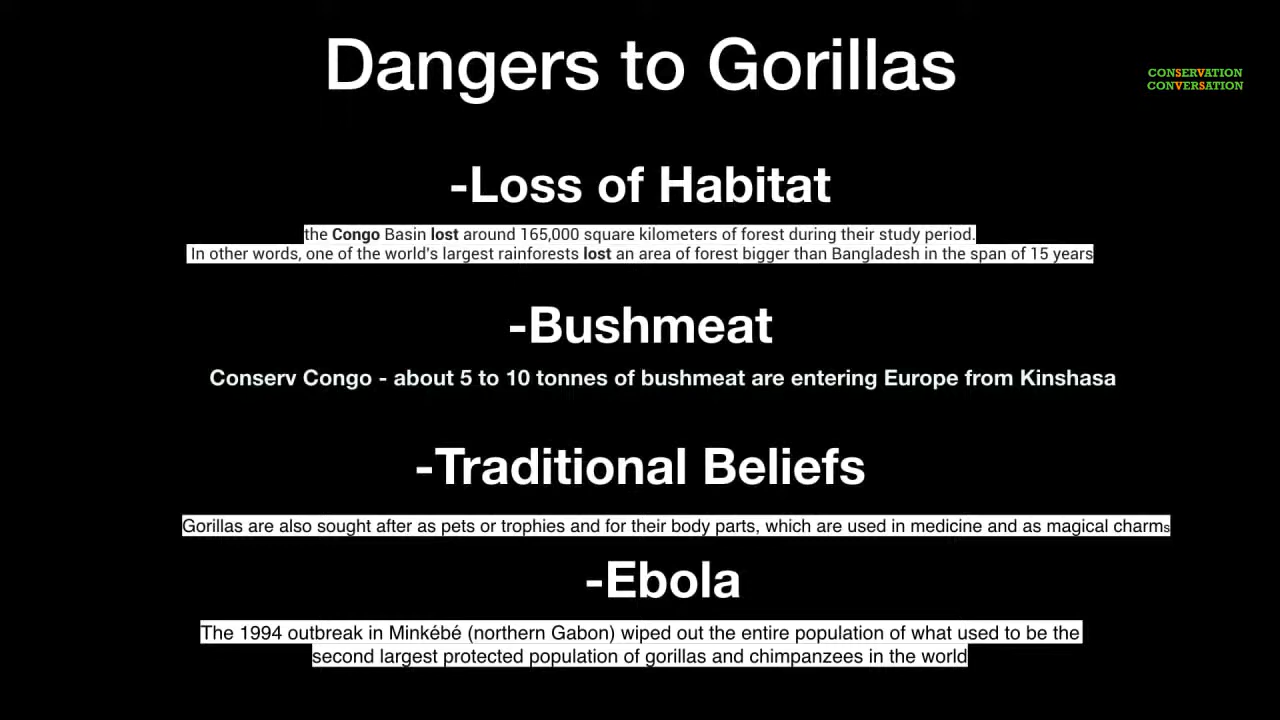 Dangers to Gorillas
CONSERVATION
CONVERSATION
-Loss of Habitat
the Congo Basin lost around 165,000 square kilometers of forest during their study period.
In other words, one of the world's largest rainforests lost an area of forest bigger than Bangladesh in the span of 15 years
-Bushmeat
Conserv Congo - about 5 to 10 tonnes of bushmeat are entering Europe from Kinshasa
-Traditional Beliefs
Gorillas are also sought after as pets or trophies and for their body parts, which are used in medicine and as magical charms
-Ebola
The 1994 outbreak in Minkébé (northern Gabon) wiped out the entire population of what used to be the
second largest protected population of gorillas and chimpanzees in the world